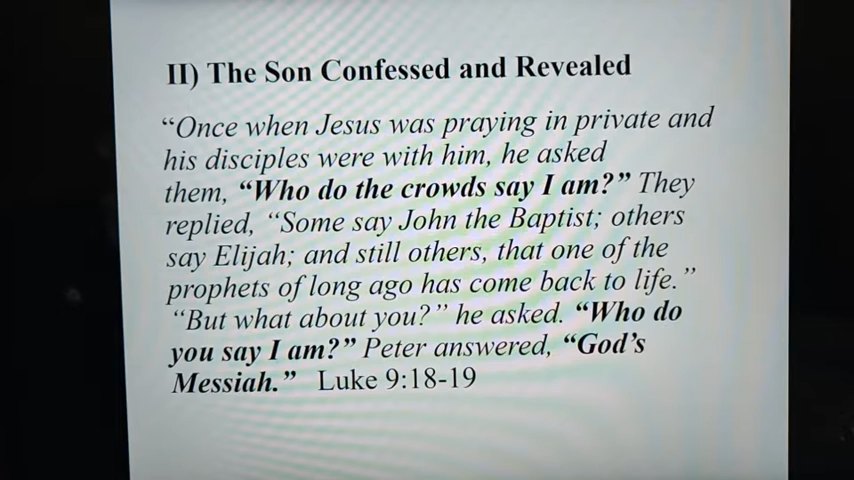 II) The Son Confessed and Revealed
“Once when Jesus was praying in private and
his disciples were with him, he asked
them, “Who do the crowds say I am?” They
replied, “Some say John the Baptist; others
say Elijah; and still others, that one of the
prophets of long ago has come back to life.”
“But what about you?” he asked. “Who do
you say I am?” Peter answered, “God’s
Messiah.” Luke 9:18-19